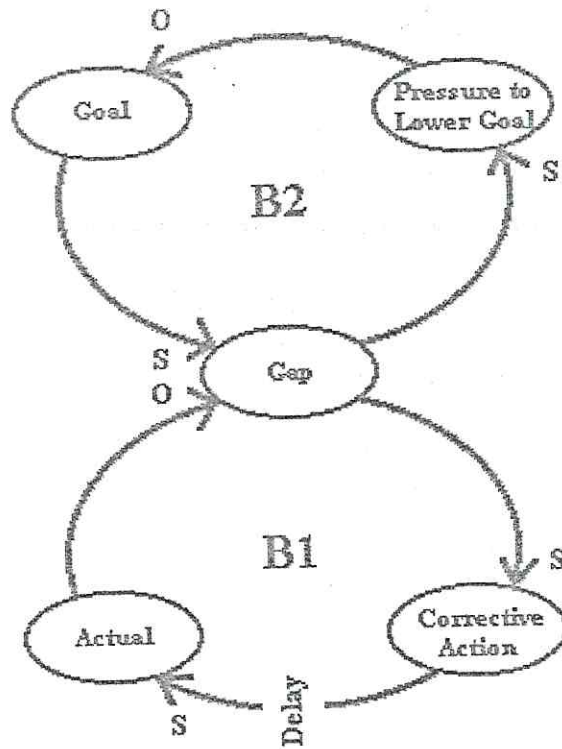 O
Goal
Pressure to
Lower Goal
S
B2
S
Gap
O
B1
S
Actual
Corrective
Action
S
Delay